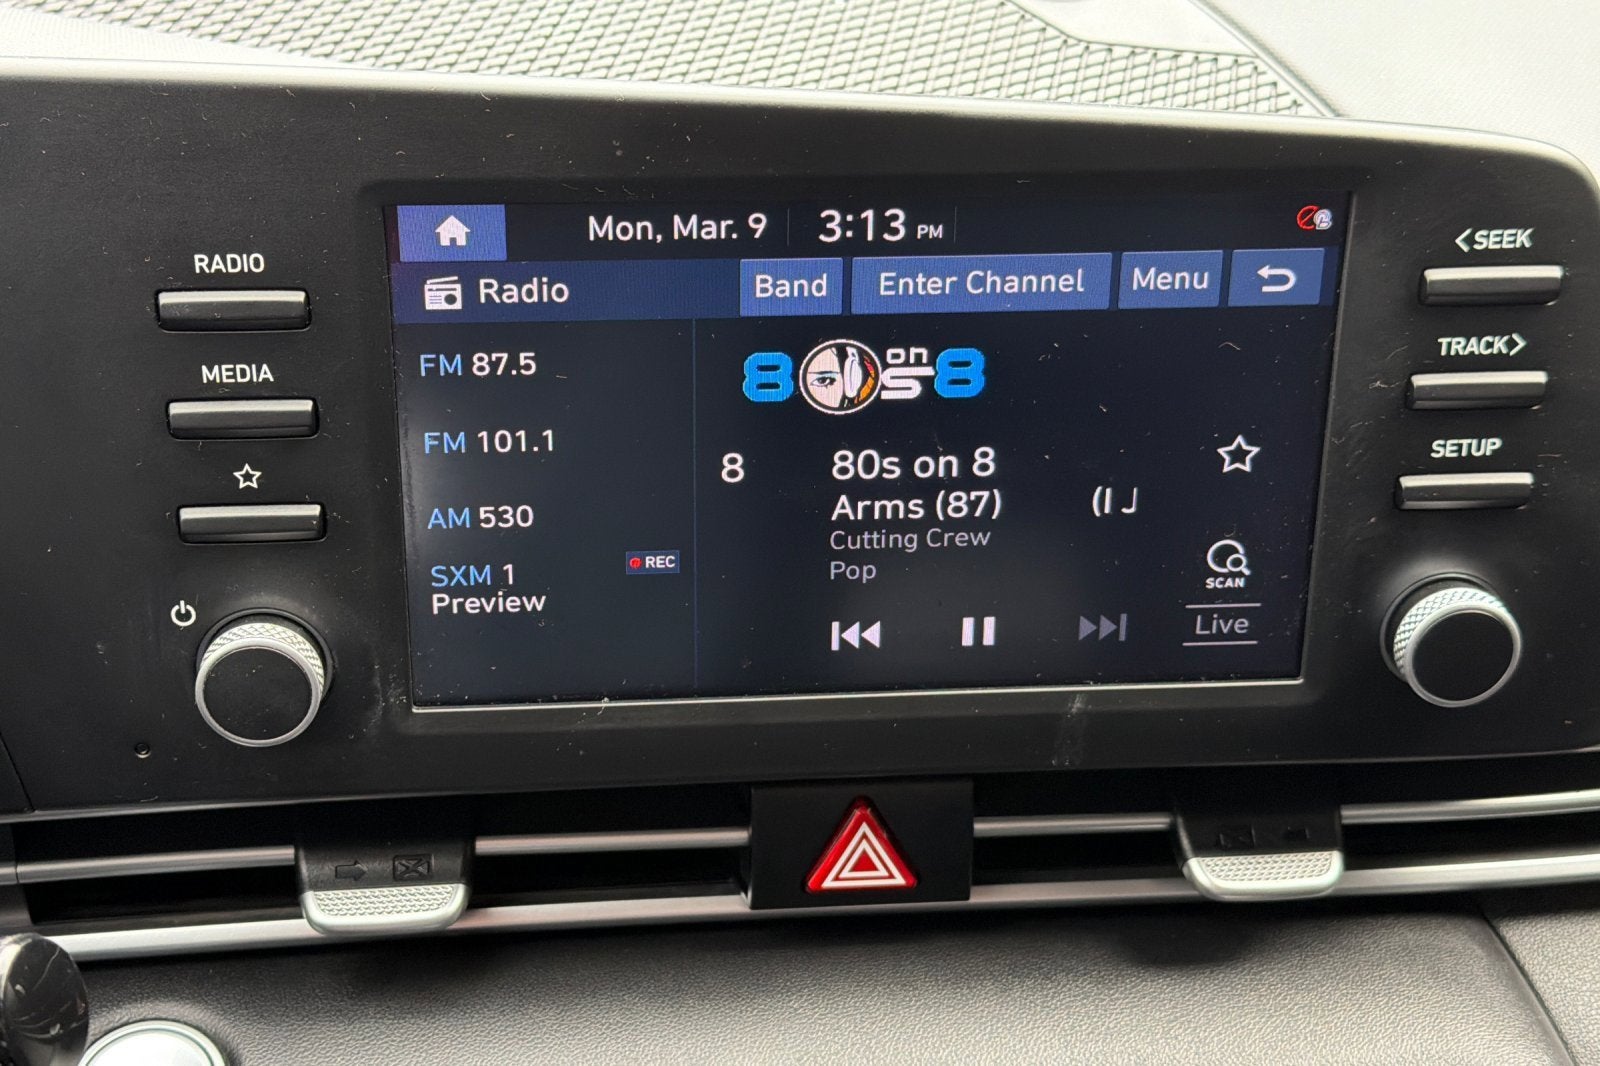 RADIO
MEDIA
Mon, Mar. 9 3:13 PM
Radio
Band
Enter Channel
Menu
FM 87.5
FM 101.1
AM 530
SXM 1
Preview
REC
80s on 8
8
80s on 8
Arms (87)
Cutting Crew
Pop
SCAN
Live
<SEEK
TRACK>
SETUP